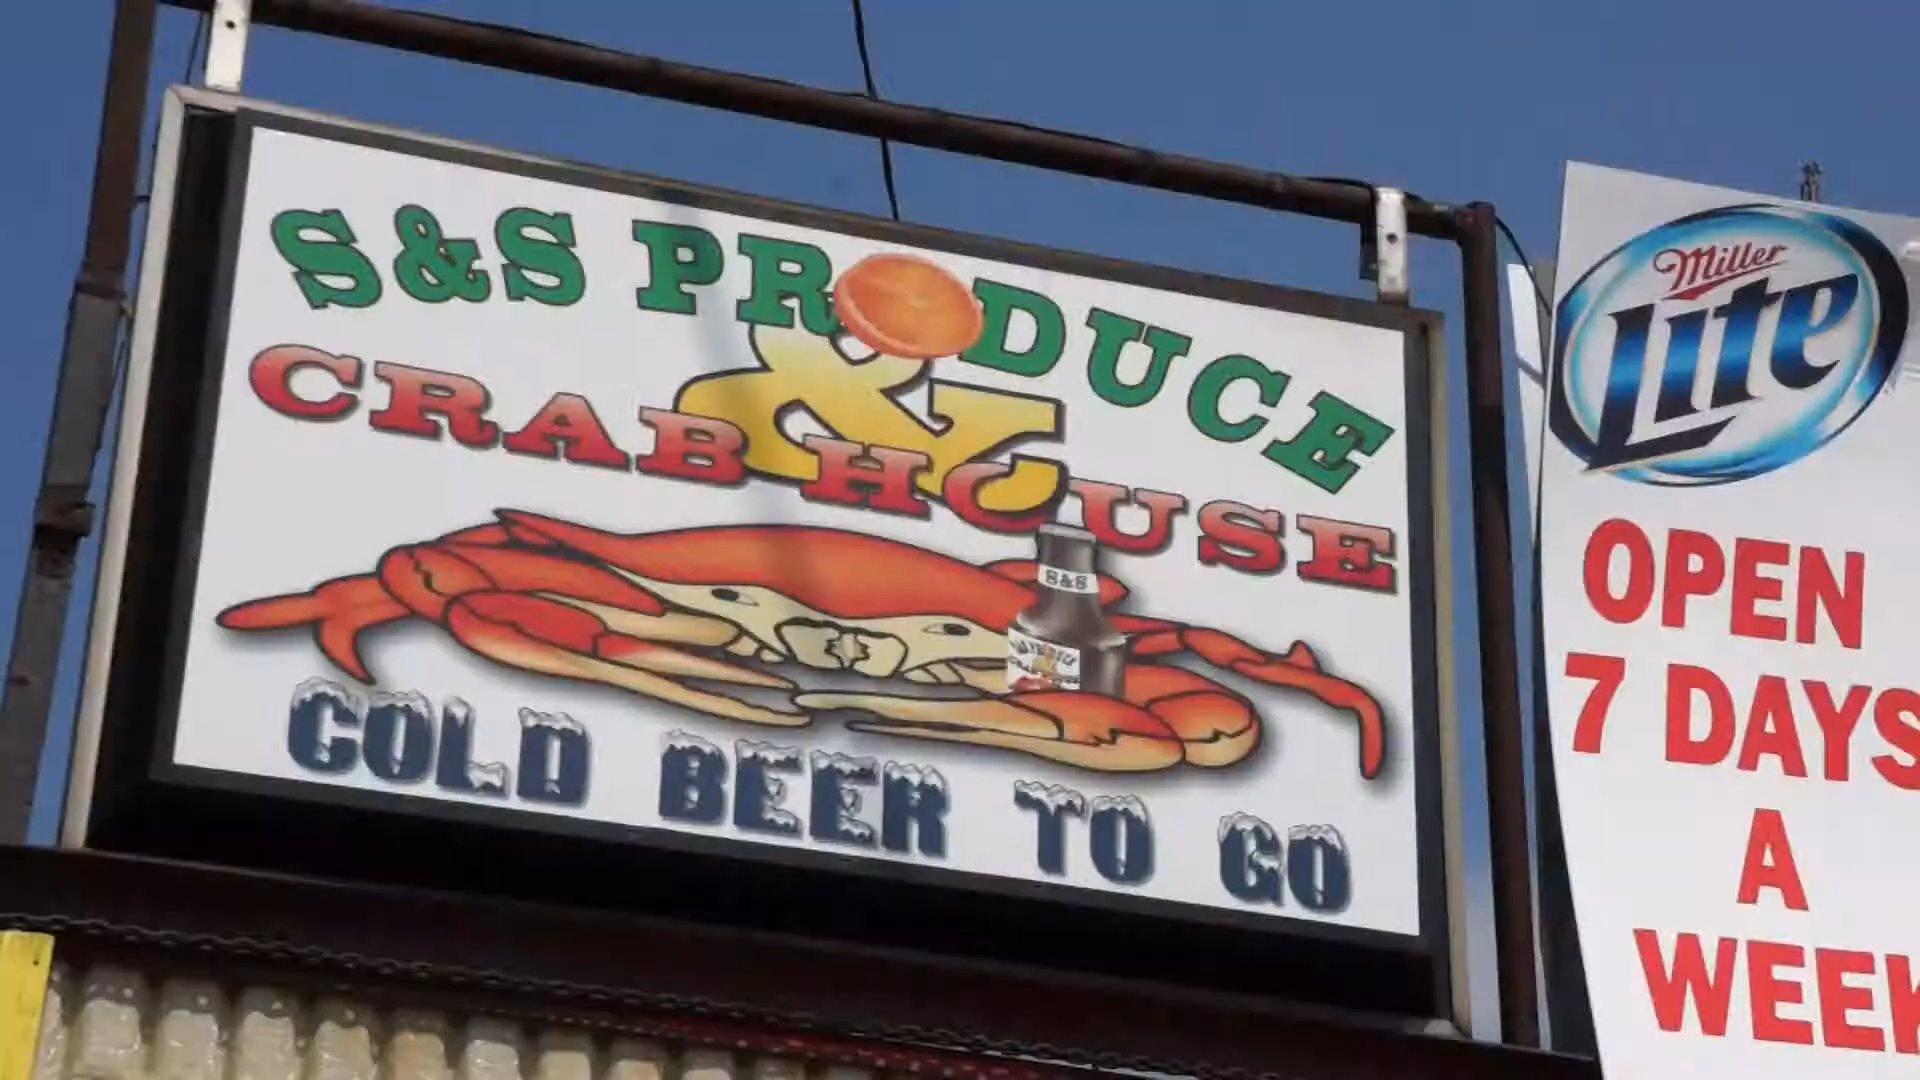 S&S PRODUCE
&
CRAB HOUSE
S&S
COLD BEER TO GO
Miller
Lite
OPEN
7 DAYS
A
WEEK